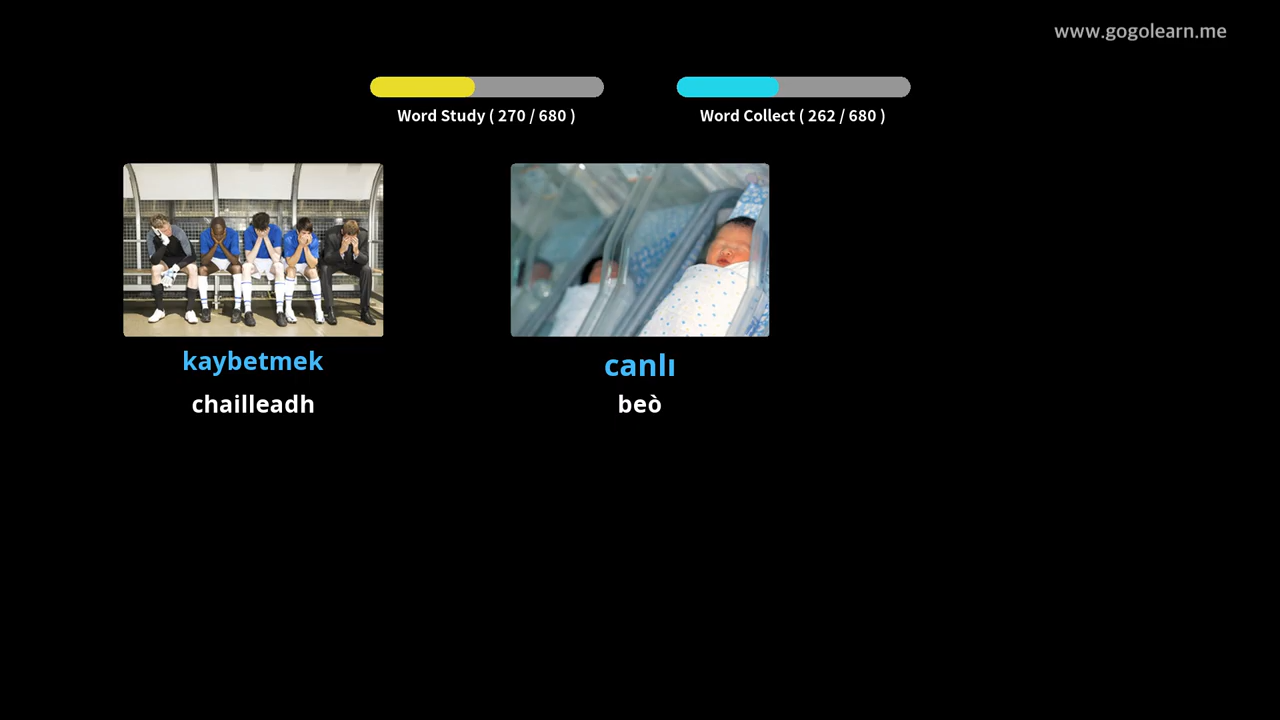 www.gogolearn.me
Word Study ( 270 / 680 )
Word Collect ( 262 / 680 )
kaybetmek
chailleadh
canlı
beò